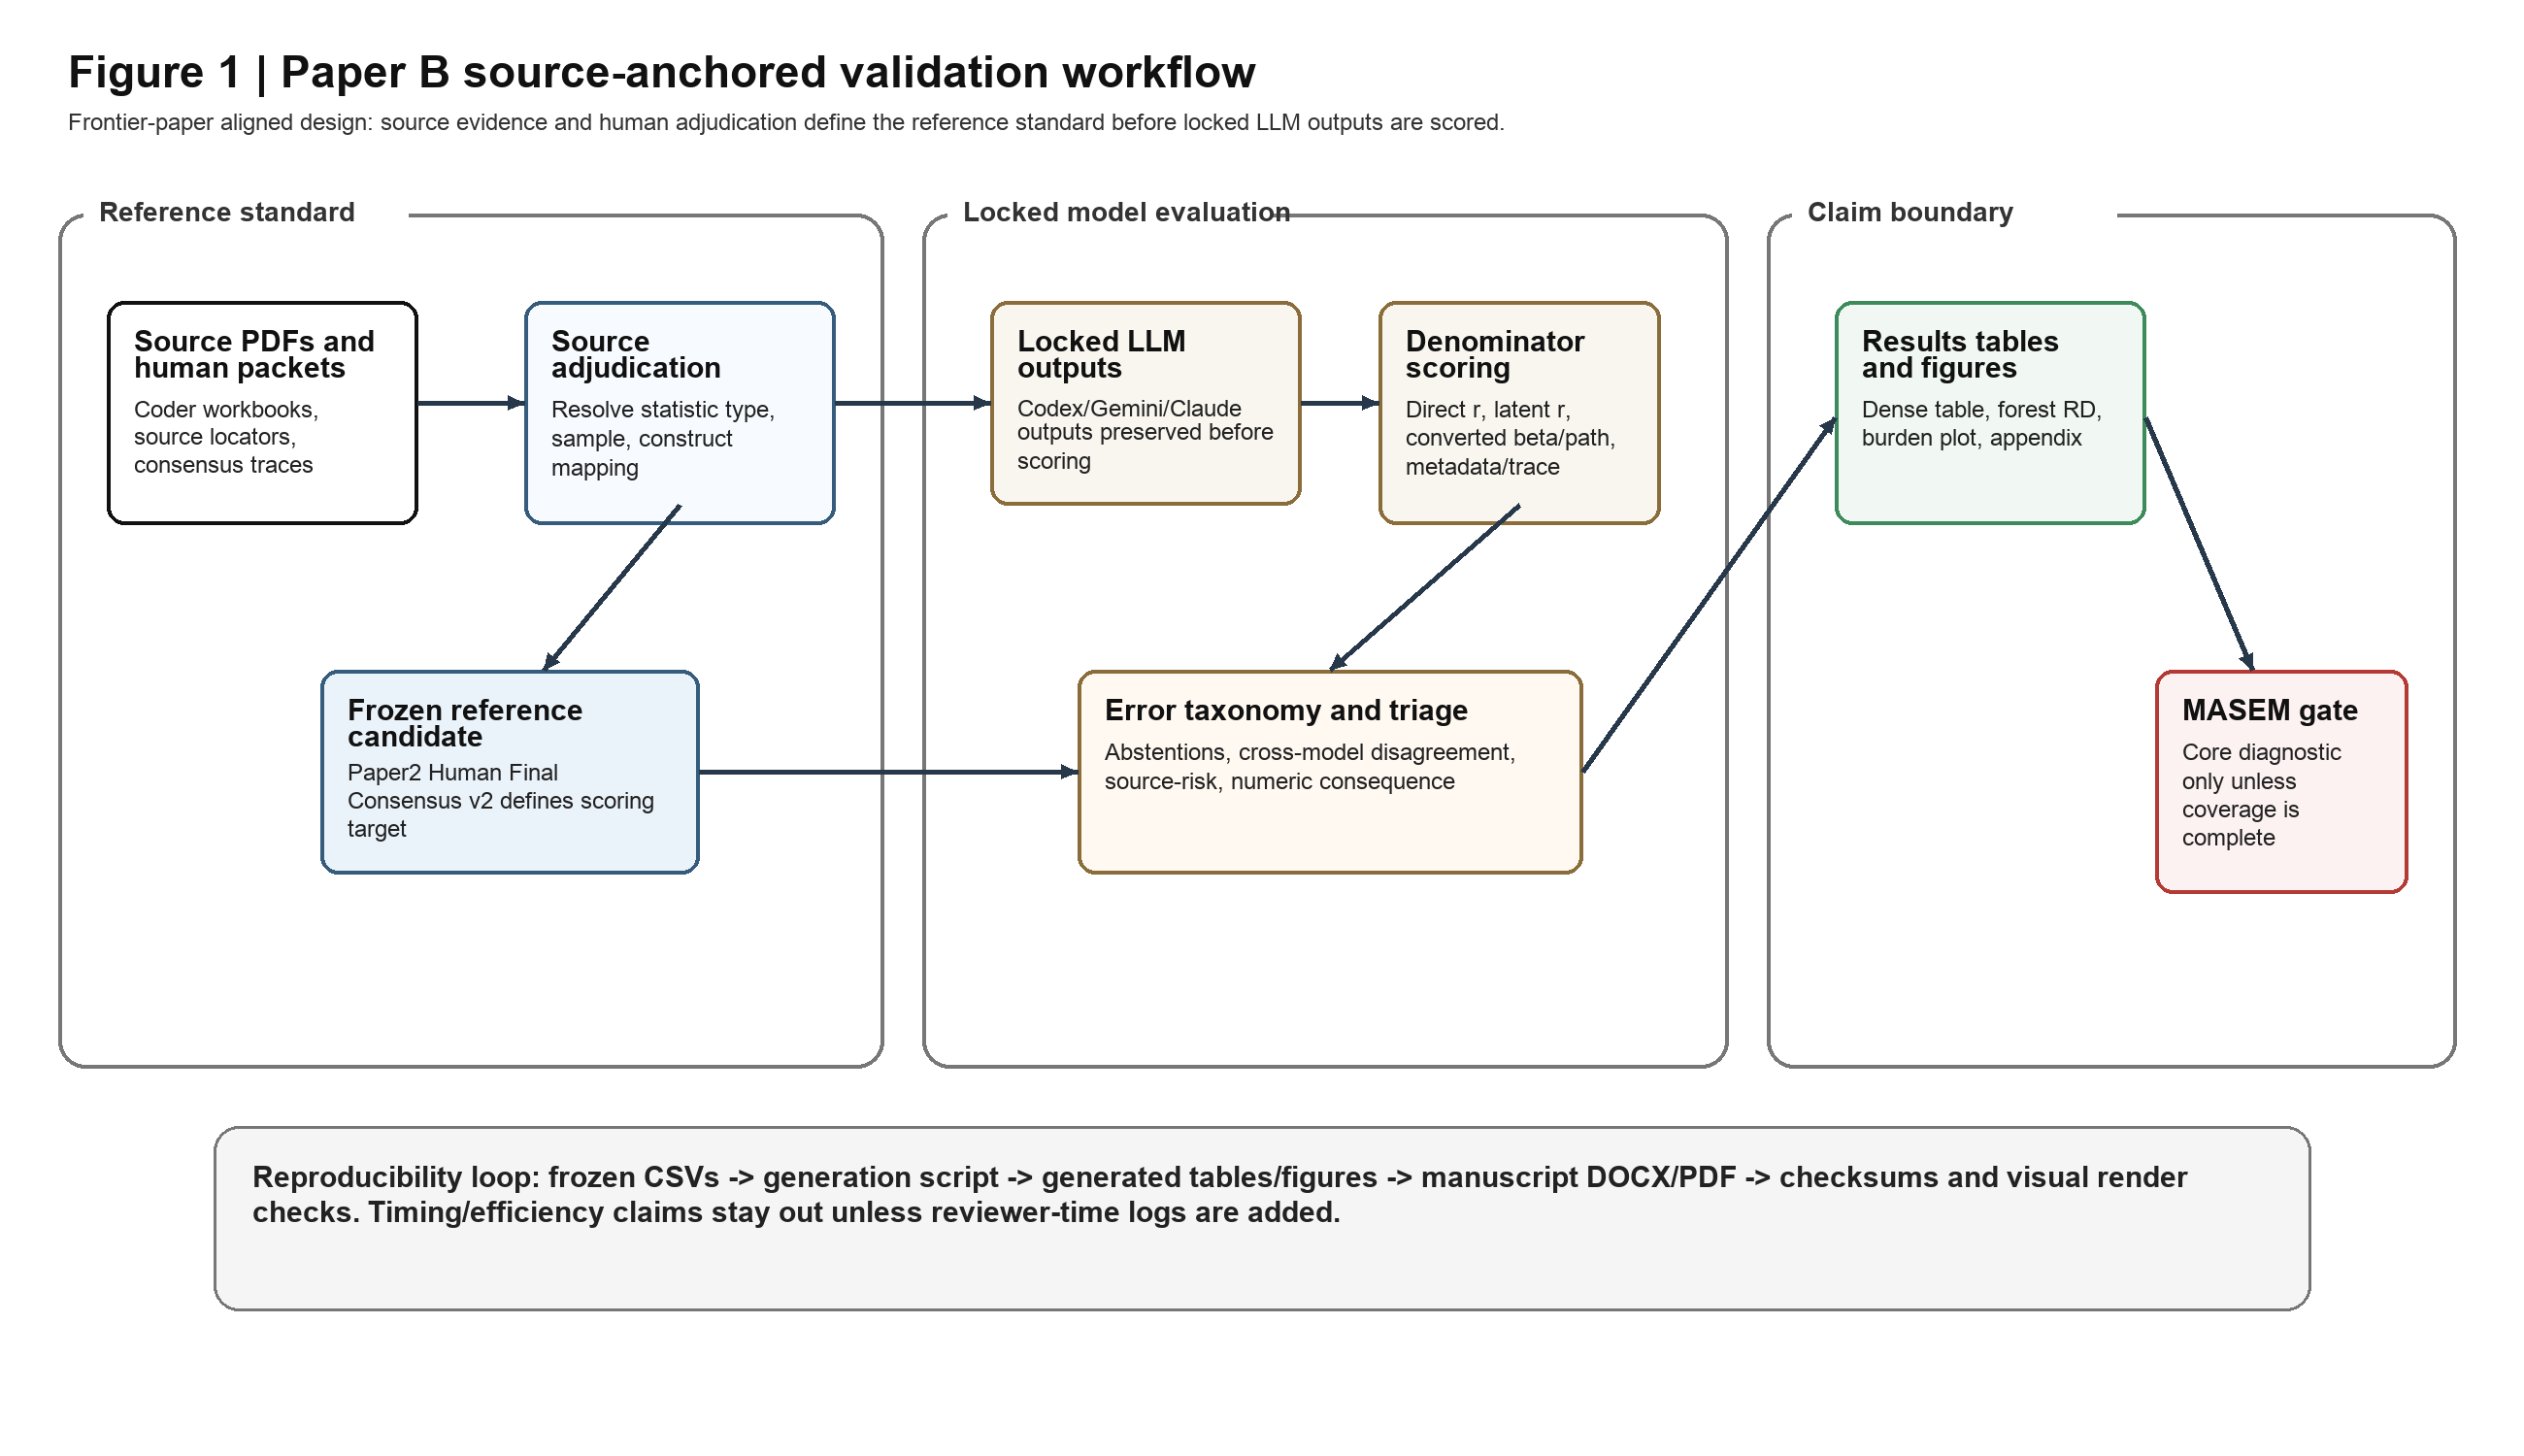 Figure 1 | Paper B source-anchored validation workflow
Frontier-paper aligned design: source evidence and human adjudication define the reference standard before locked LLM outputs are scored.
Reference standard
Source PDFs and
human packets
Coder workbooks,
source locators,
consensus traces
Source
adjudication
Resolve statistic type,
sample, construct
mapping
Frozen reference
candidate
Paper2 Human Final
Consensus v2 defines scoring
target
Locked model evaluation
Locked LLM
outputs
Codex/Gemini/Claude
outputs preserved before
scoring
Denominator
scoring
Direct r, latent r,
converted beta/path,
metadata/trace
Error taxonomy and triage
Abstentions, cross-model disagreement,
source-risk, numeric consequence
Claim boundary
Results tables
and figures
Dense table, forest RD,
burden plot, appendix
MASEM gate
Core diagnostic
only unless
coverage is
complete
Reproducibility loop: frozen CSVs -> generation script -> generated tables/figures -> manuscript DOCX/PDF -> checksums and visual render
checks. Timing/efficiency claims stay out unless reviewer-time logs are added.